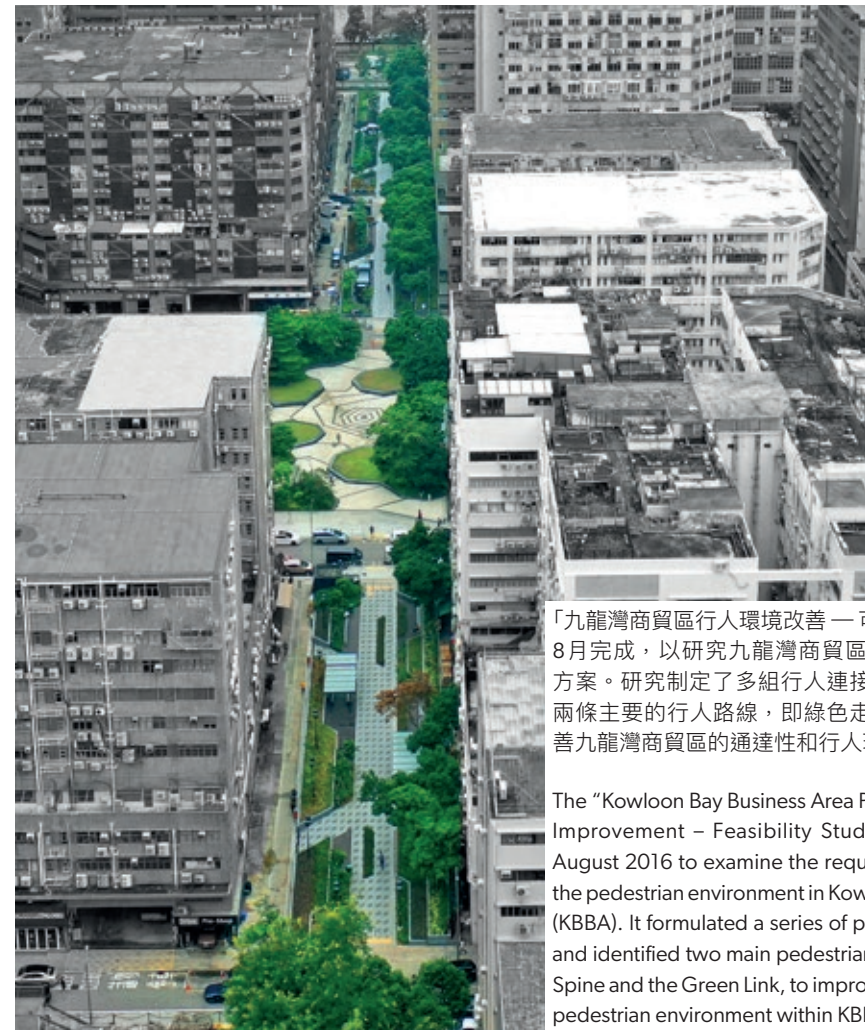 「九龍灣商貿區行人環境改善 —
8月完成，以研究九龍灣商貿區
方案。研究制定了多組行人連接
兩條主要的行人路線，即綠色走
善九龍灣商貿區的通達性和行人
The “Kowloon Bay Business Area
Improvement – Feasibility Stud
August 2016 to examine the requ
the pedestrian environment in Kow
(KBBA). It formulated a series of p
and identified two main pedestrian
Spine and the Green Link, to impro
pedestrian environment within KB